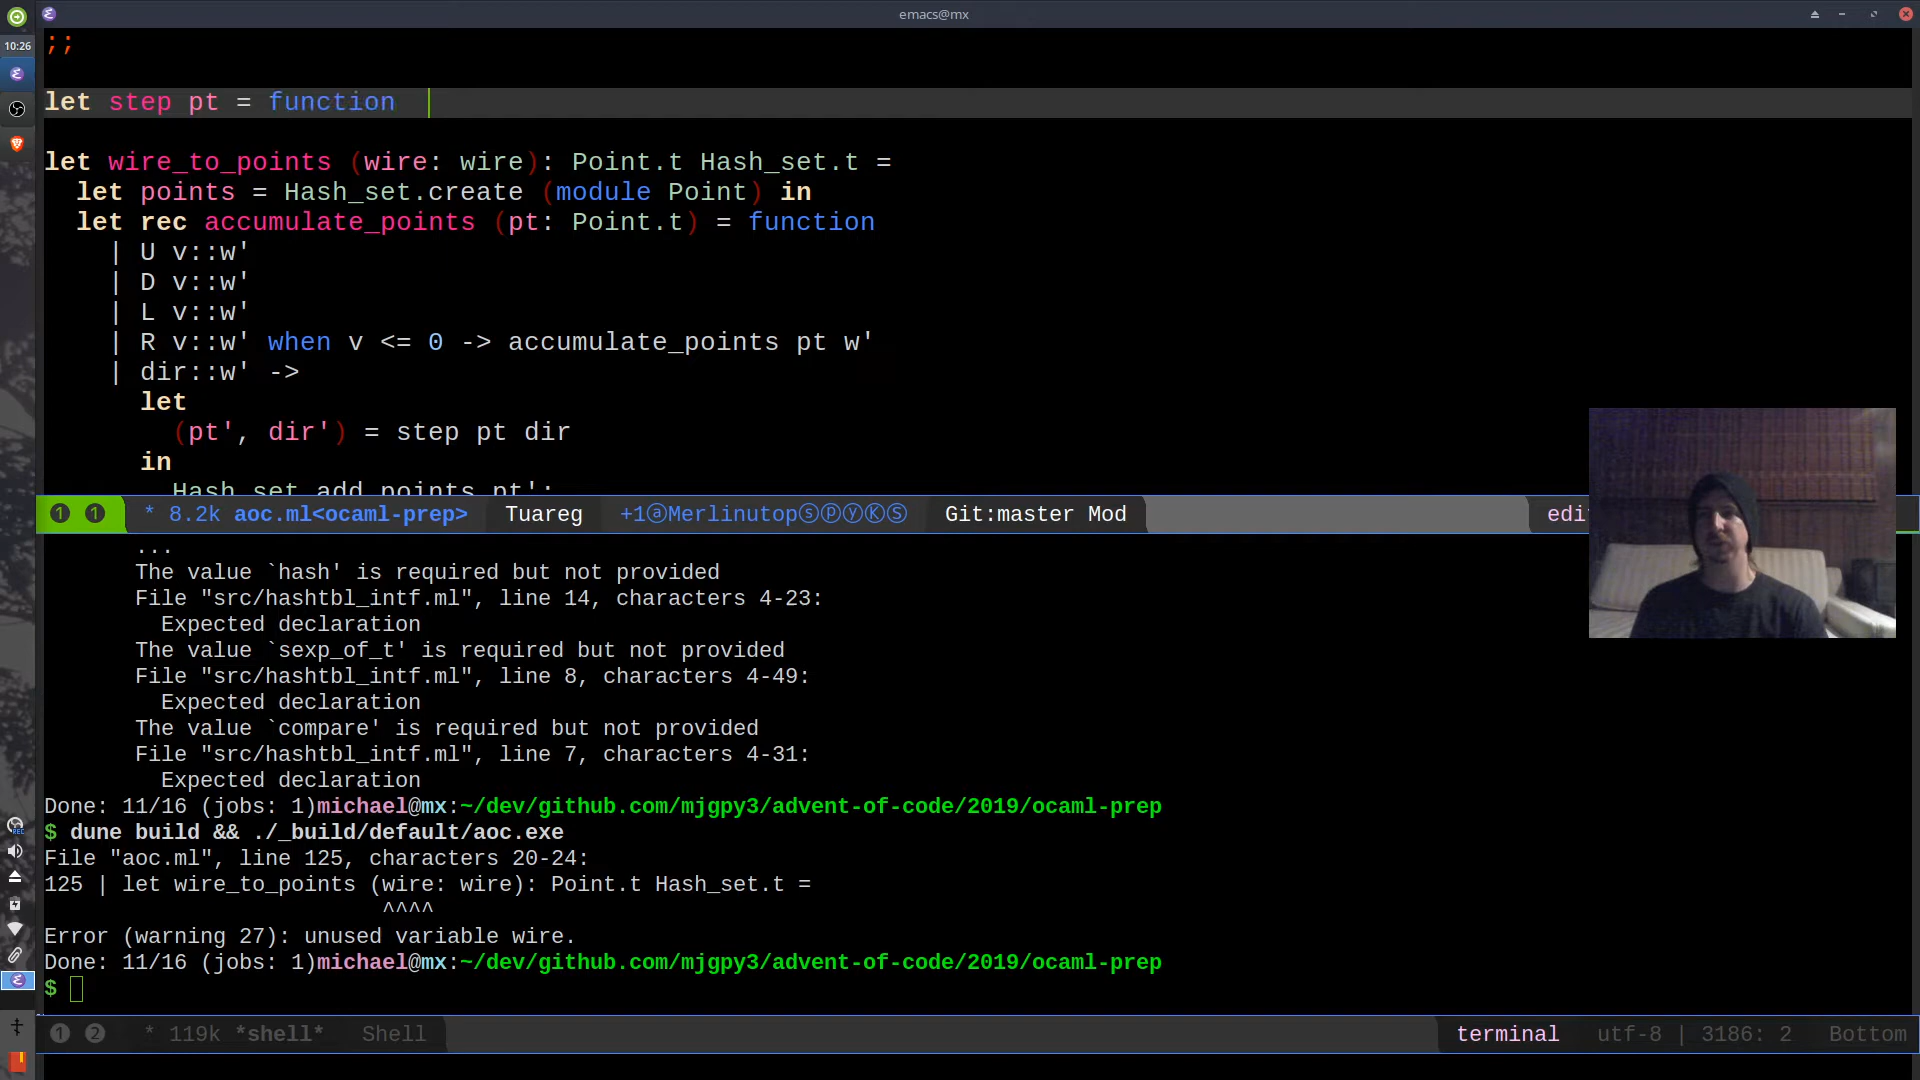 emacs@mx
10:26
;;
let step pt = function
let wire_to_points (wire: wire): Point.t Hash_set.t =
let points = Hash_set.create (module Point) in
let rec accumulate_points (pt: Point.t) = function
| U v::w'
| D v::w'
| L v::w'
| R v::w' when v <= 0 -> accumulate_points pt w'
| dir::w' ->
let
(pt', dir') = step pt dir
in
Hash_set.add points pt';
1 1 * 8.2k aoc.ml<ocaml-prep> Tuareg +1ⓐMerlinutopⓢⓟⓨⓀⓈ Git:master Mod edi
...
The value `hash' is required but not provided
File "src/hashtbl_intf.ml", line 14, characters 4-23:
Expected declaration
The value `sexp_of_t' is required but not provided
File "src/hashtbl_intf.ml", line 8, characters 4-49:
Expected declaration
The value `compare' is required but not provided
File "src/hashtbl_intf.ml", line 7, characters 4-31:
Expected declaration
Done: 11/16 (jobs: 1)michael@mx:~/dev/github.com/mjgpy3/advent-of-code/2019/ocaml-prep
$ dune build && ./_build/default/aoc.exe
File "aoc.ml", line 125, characters 20-24:
125 | let wire_to_points (wire: wire): Point.t Hash_set.t =
^^^^
Error (warning 27): unused variable wire.
Done: 11/16 (jobs: 1)michael@mx:~/dev/github.com/mjgpy3/advent-of-code/2019/ocaml-prep
$
1 2 * 119k *shell* Shell terminal utf-8 | 3186: 2 Bottom